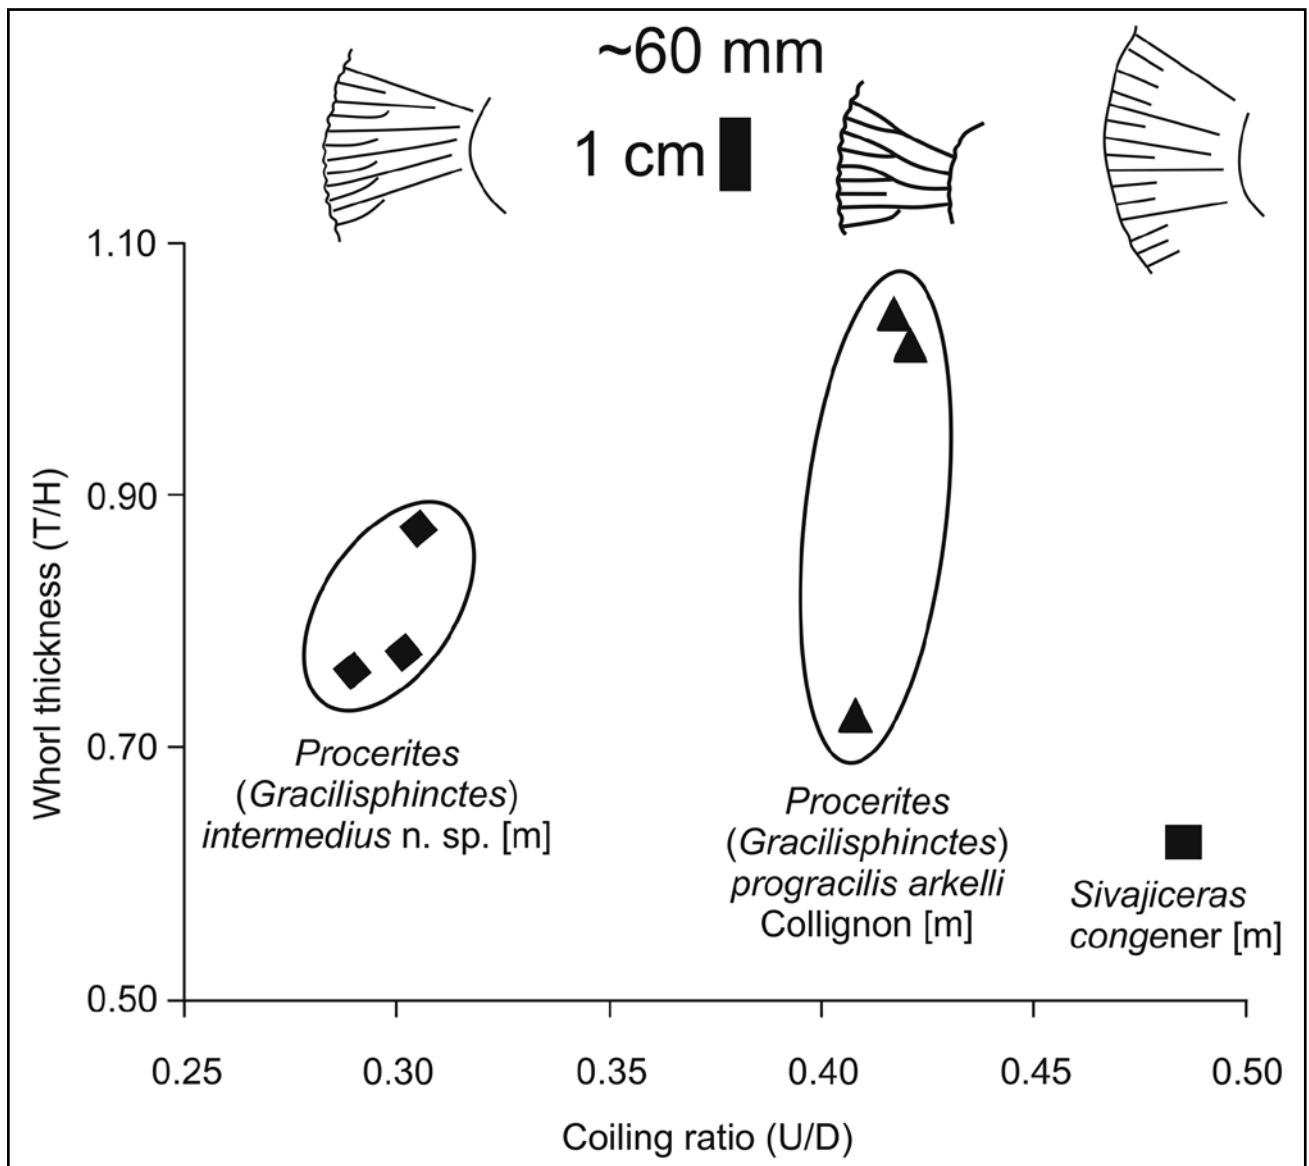 ~60 mm
1 cm
1.10
0.90
0.70
0.50
Whorl thickness (T/H)
Procerites
(Gracilisphinctes)
intermedius n. sp. [m]
Procerites
(Gracilisphinctes)
progracilis arkelli
Collignon [m]
Sivajiceras
congener [m]
0.25
0.30
0.35
0.40
0.45
0.50
Coiling ratio (U/D)